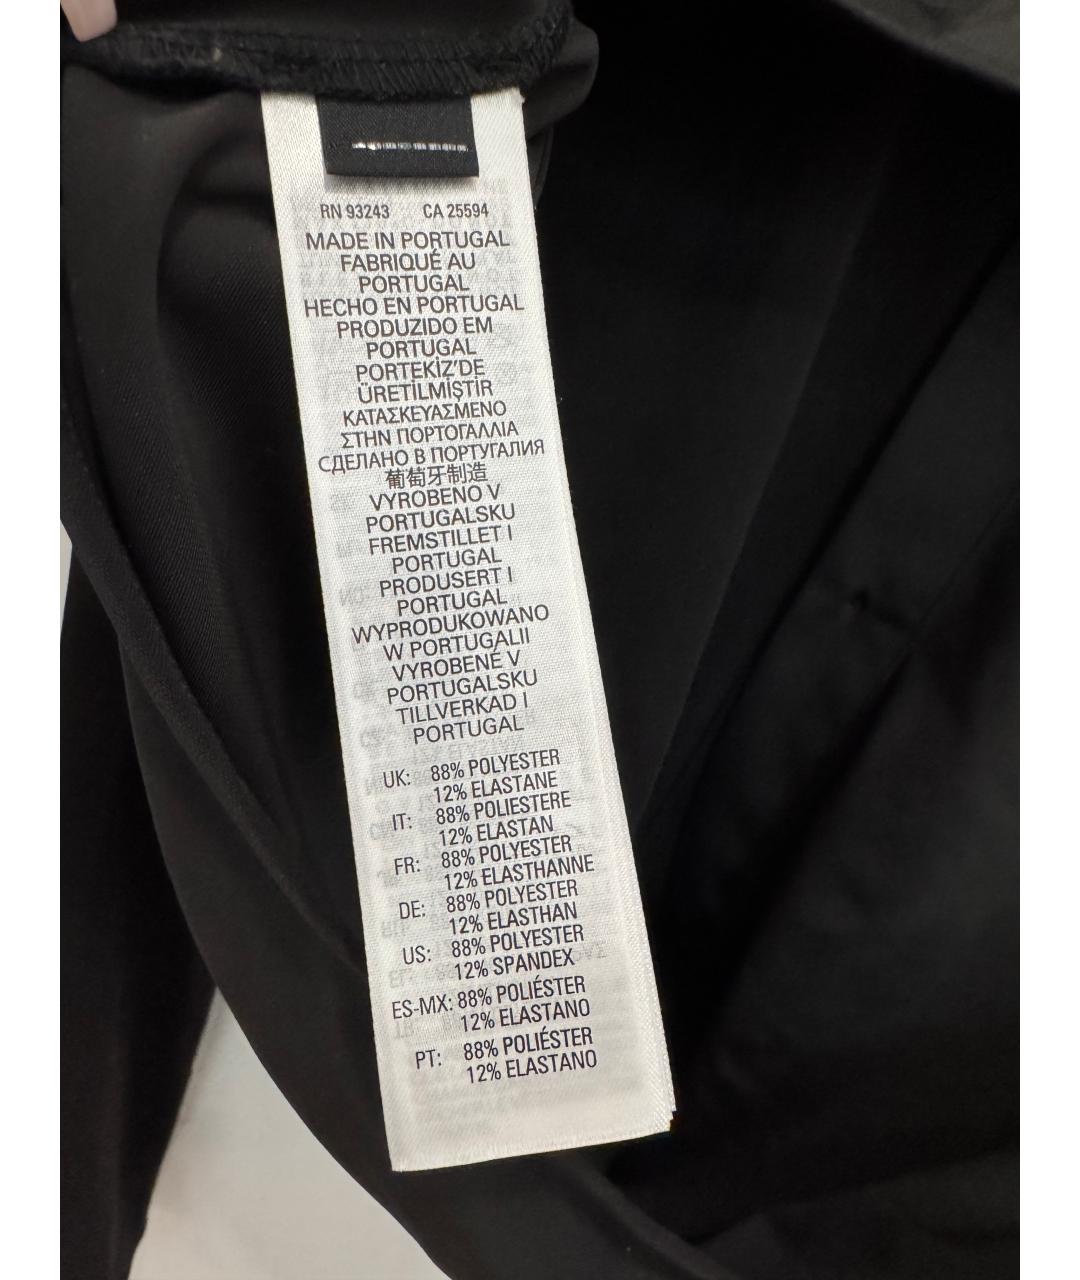 RN 93243 CA 25594
MADE IN PORTUGAL
FABRIQUÉ AU
PORTUGAL
HECHO EN PORTUGAL
PRODUZIDO EM
PORTUGAL
PORTEKİZ'DE
ÜRETİLMİŞTİR
ΚΑΤΑΣΚΕΥΑΣΜΕΝΟ
ΣΤΗΝ ΠΟΡΤΟΓΑΛΛΙΑ
СДЕЛАНО В ПОРТУГАЛИЯ
葡萄牙制造
VYROBENO V
PORTUGALSKU
FREMSTILLET I
PORTUGAL
PRODUSERT I
PORTUGAL
WYPRODUKOWANO
W PORTUGALII
VYROBENÉ V
PORTUGALSKU
TILLVERKAD I
PORTUGAL
UK: 88% POLYESTER
12% ELASTANE
IT: 88% POLIESTERE
12% ELASTAN
FR: 88% POLYESTER
12% ELASTHANNE
DE: 88% POLYESTER
12% ELASTHAN
US: 88% POLYESTER
12% SPANDEX
ES-MX: 88% POLIÉSTER
12% ELASTANO
PT: 88% POLIÉSTER
12% ELASTANO